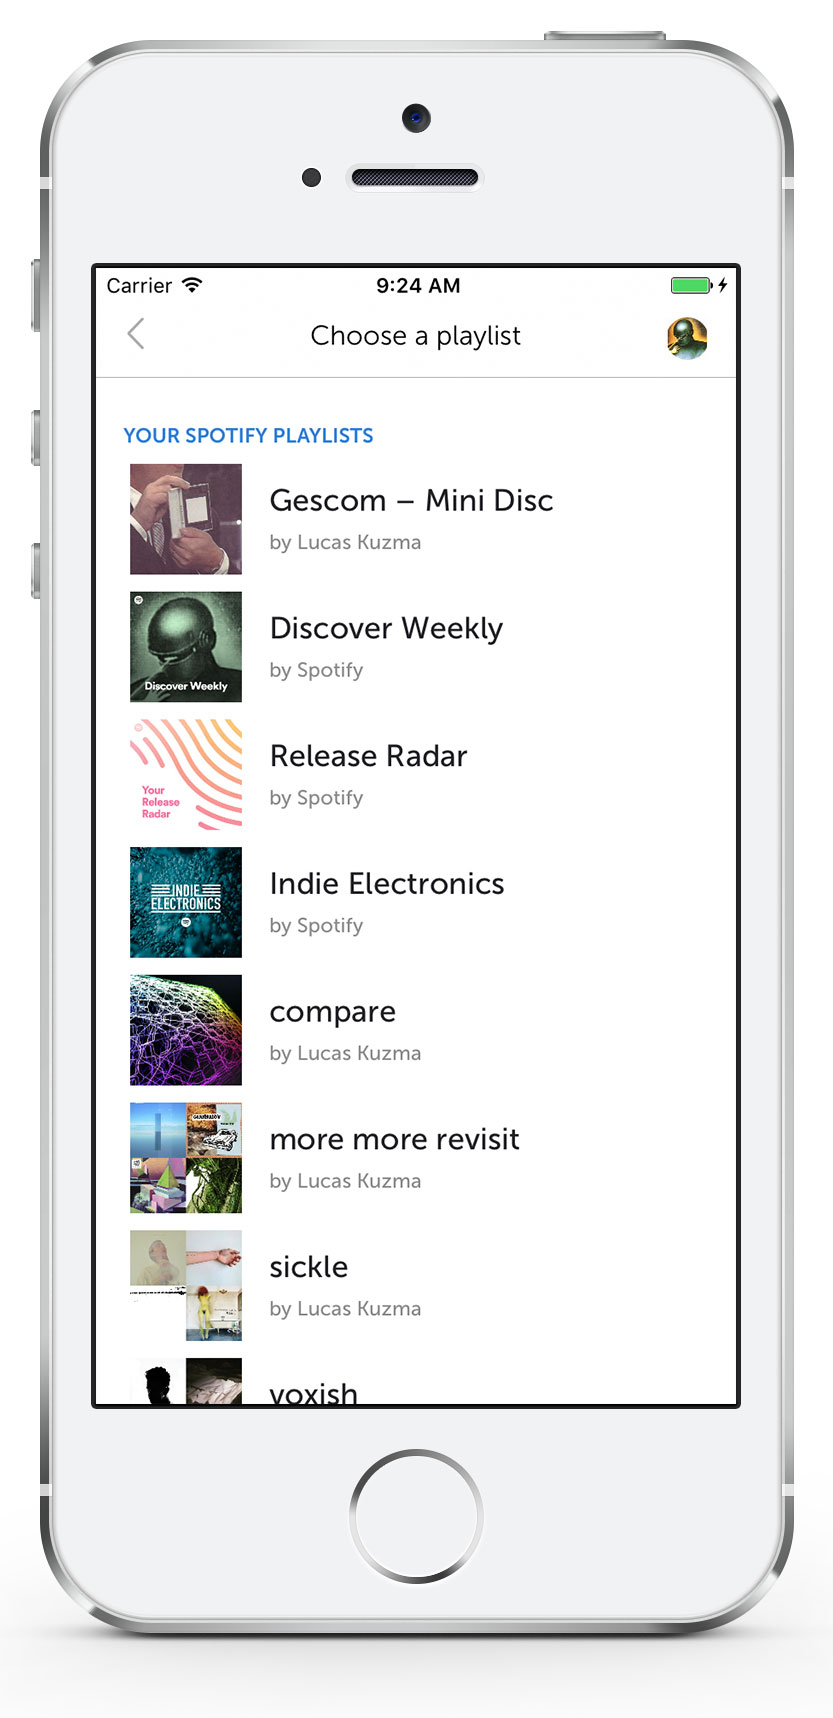 Carrier
9:24 AM
Choose a playlist
YOUR SPOTIFY PLAYLISTS
Gescom – Mini Disc
by Lucas Kuzma
Discover Weekly
Discover Weekly
by Spotify
Your
Release
Radar
Release Radar
by Spotify
INDIE
ELECTRONICS
Indie Electronics
by Spotify
compare
by Lucas Kuzma
more more revisit
by Lucas Kuzma
sickle
by Lucas Kuzma
voxish